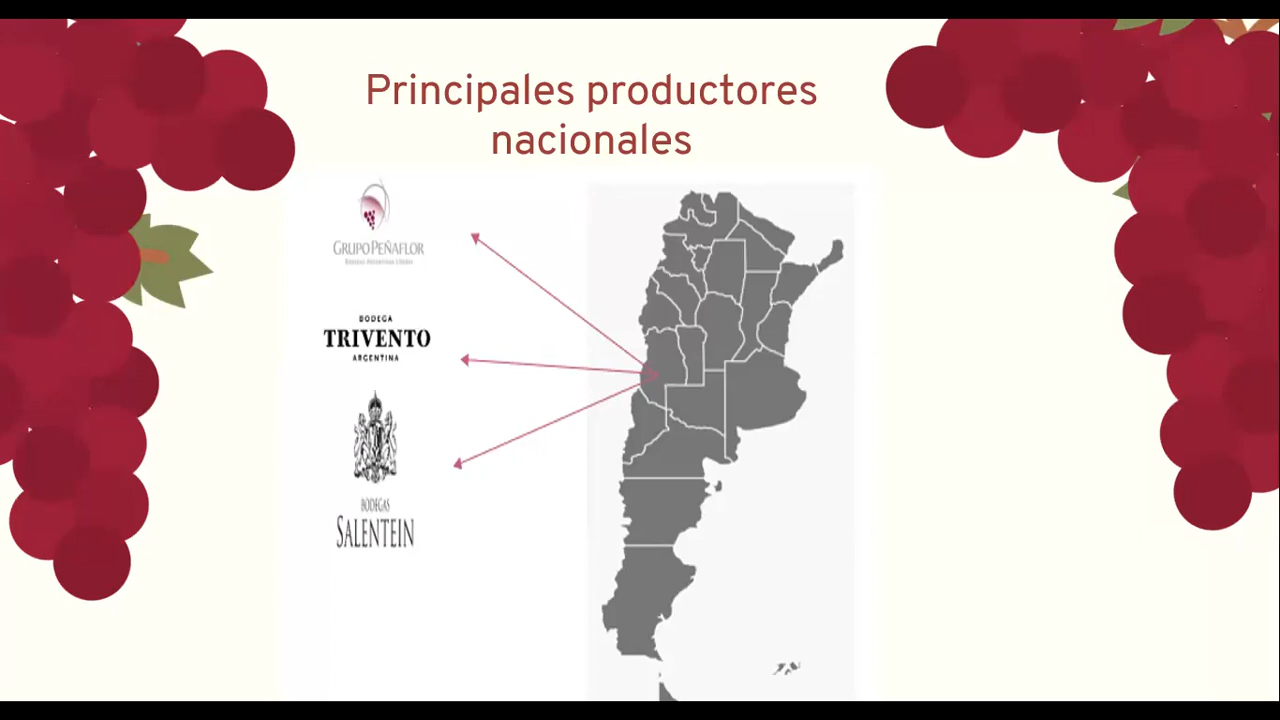 Principales productores
nacionales
GRUPO PEÑAFLOR
BODEGA
TRIVENTO
ARGENTINA
BODEGAS
SALENTEIN